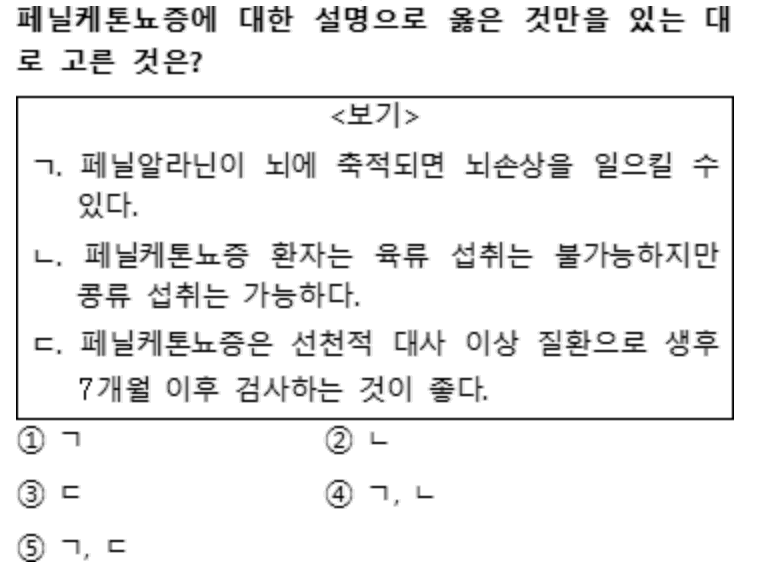 페닐케톤뇨증에 대한 설명으로 옳은 것만을 있는 대
로 고른 것은?
<보기>
ㄱ. 페닐알라닌이 뇌에 축적되면 뇌손상을 일으킬 수
있다.
ㄴ. 페닐케톤뇨증 환자는 육류 섭취는 불가능하지만
콩류 섭취는 가능하다.
ㄷ. 페닐케톤뇨증은 선천적 대사 이상 질환으로 생후
7개월 이후 검사하는 것이 좋다.
① ㄱ ② ㄴ
③ ㄷ ④ ㄱ, ㄴ
⑤ ㄱ, ㄷ